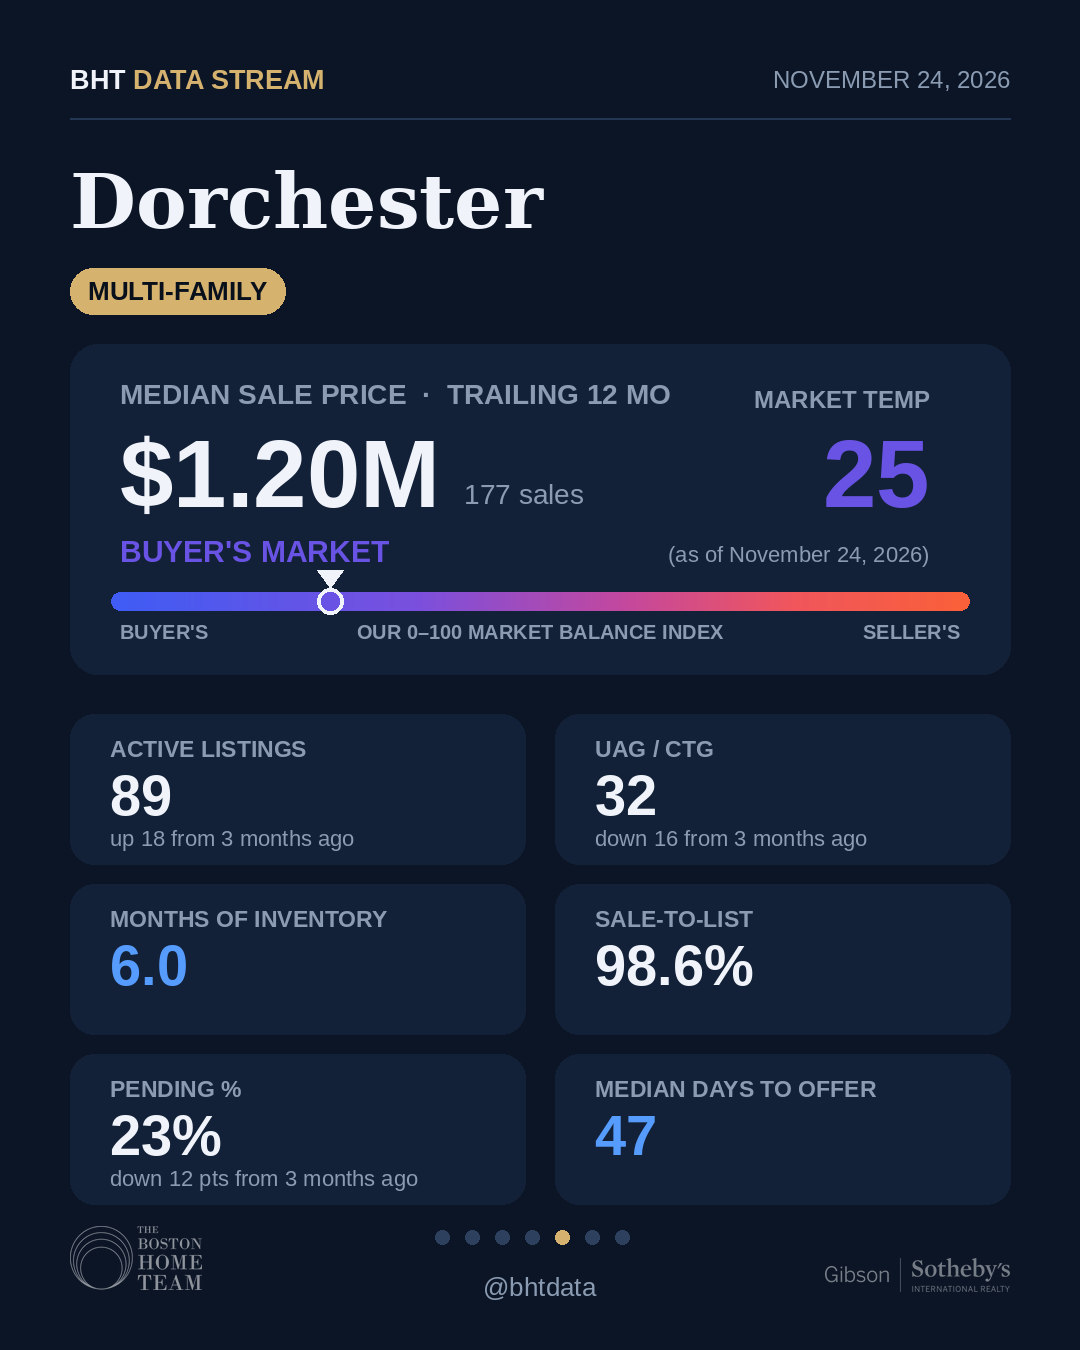 BHT DATA STREAM
NOVEMBER 24, 2026
Dorchester
MULTI-FAMILY
MEDIAN SALE PRICE · TRAILING 12 MO
MARKET TEMP
$1.20M 177 sales
25
BUYER'S MARKET
(as of November 24, 2026)
BUYER'S
OUR 0–100 MARKET BALANCE INDEX
SELLER'S
ACTIVE LISTINGS
89
up 18 from 3 months ago
UAG / CTG
32
down 16 from 3 months ago
MONTHS OF INVENTORY
6.0
SALE-TO-LIST
98.6%
PENDING %
23%
down 12 pts from 3 months ago
MEDIAN DAYS TO OFFER
47
THE
BOSTON
HOME
TEAM
@bhtdata
Gibson
Sotheby's
INTERNATIONAL REALTY